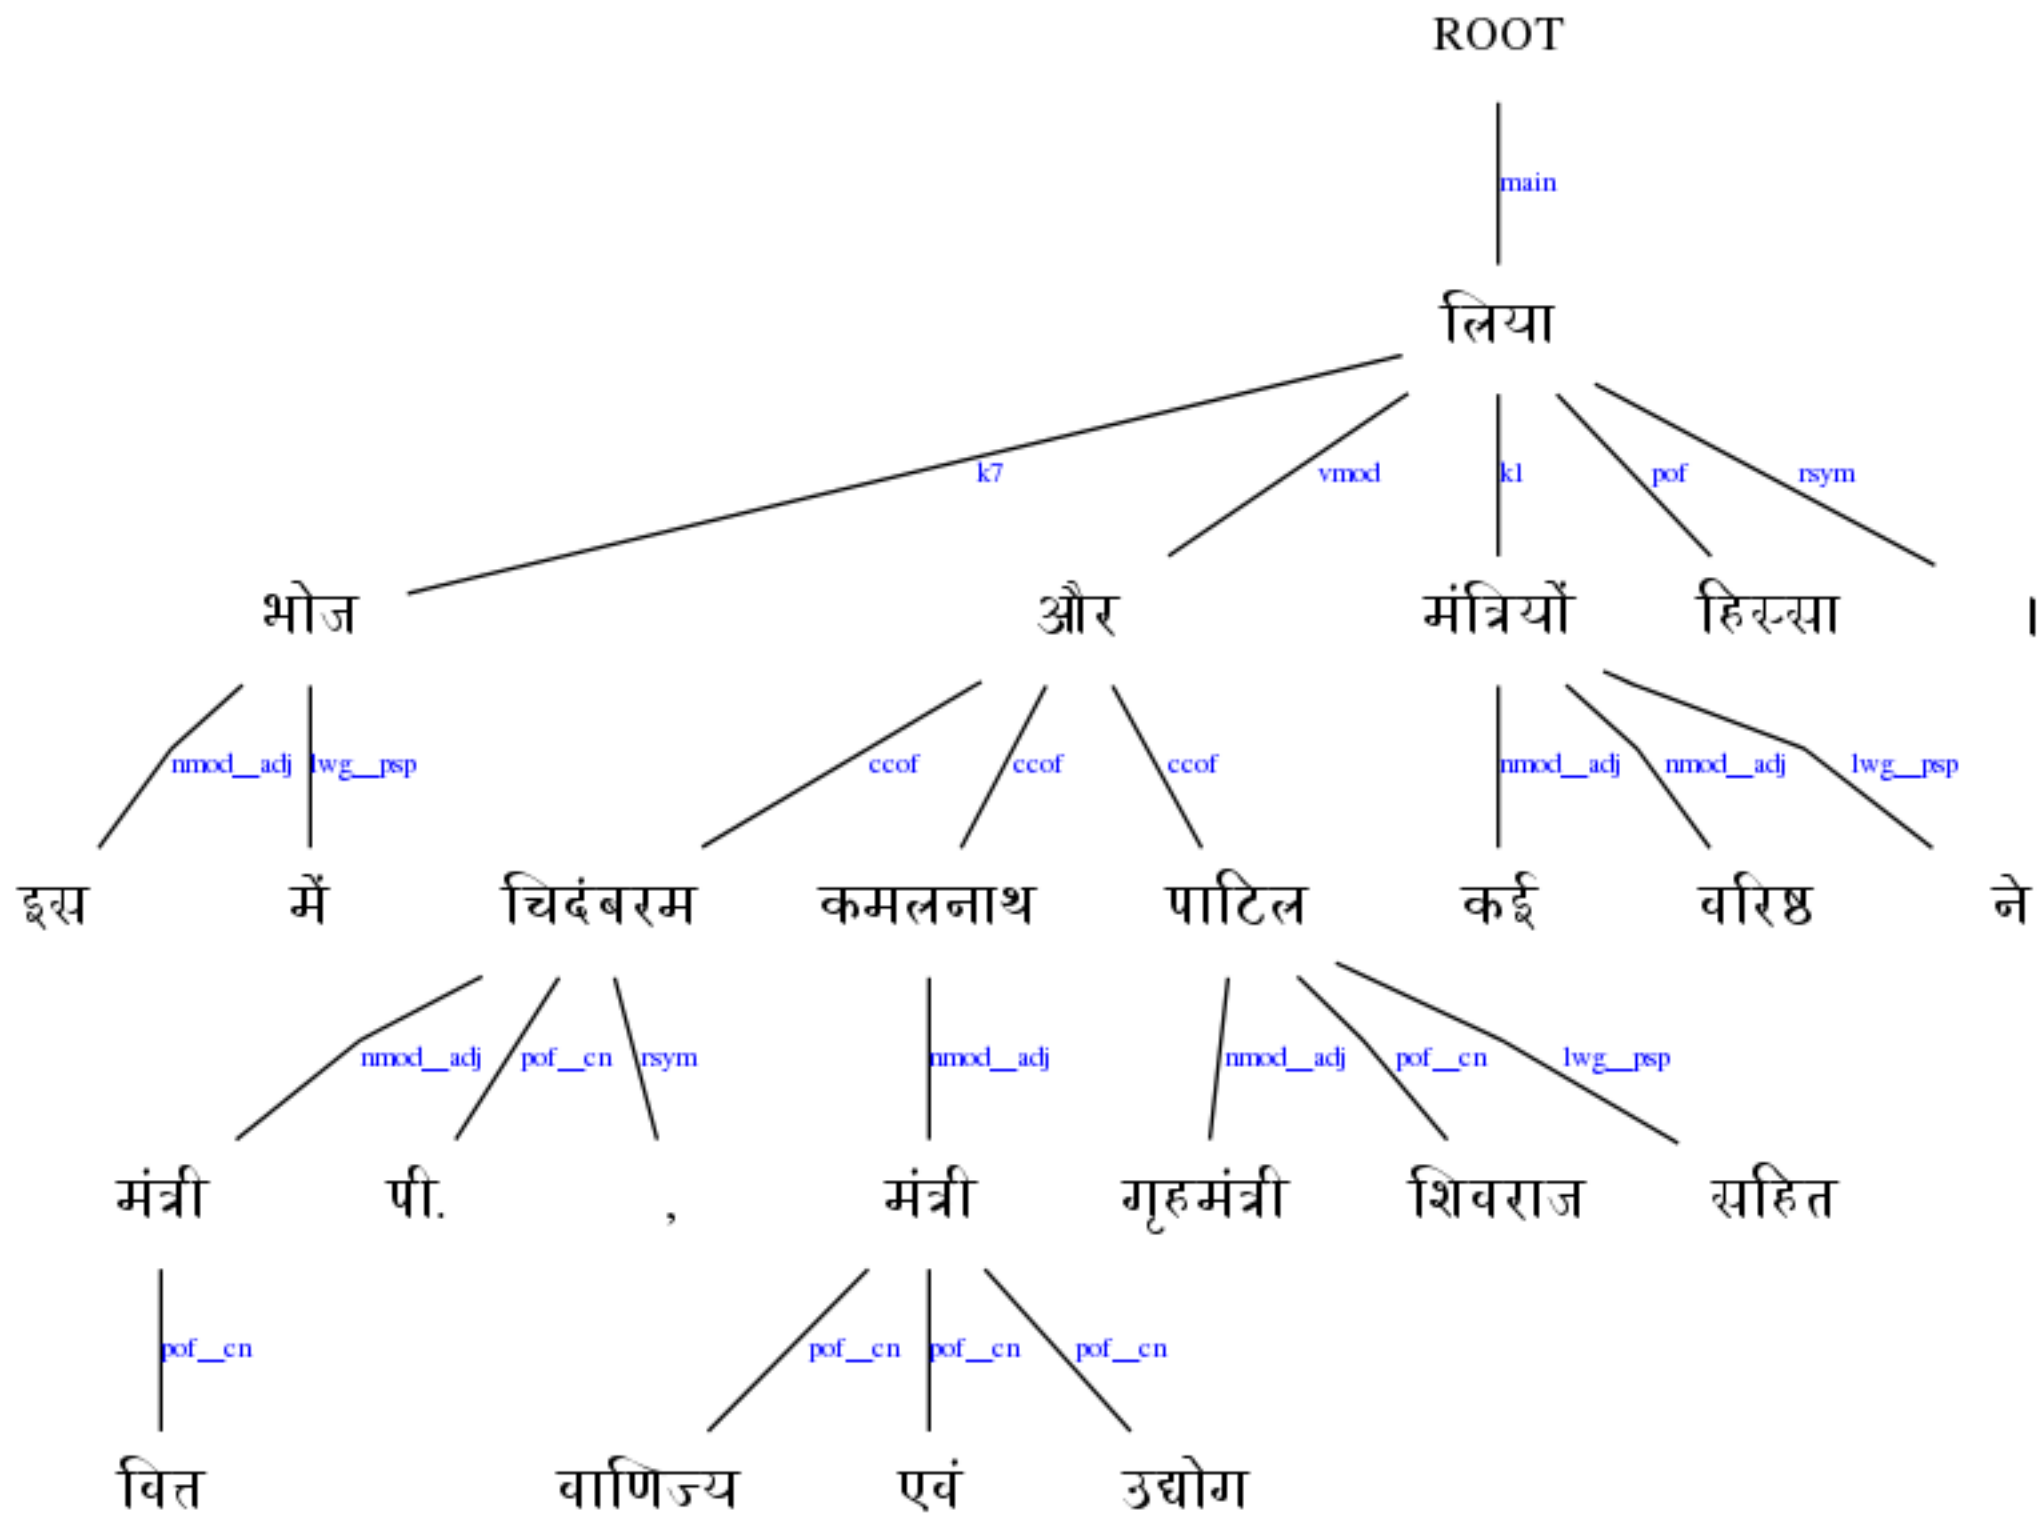 ROOT
main
लिया
k7 vmod k1 pof rsym
भोज और मंत्रियों हिस्सा ।
nmod__adj lwg__psp ccof ccof ccof nmod__adj nmod__adj lwg__psp
इस में चिदंबरम कमलनाथ पाटिल कई वरिष्ठ ने
nmod__adj pof__cn rsym nmod__adj nmod__adj pof__cn lwg__psp
मंत्री पी. , मंत्री गृहमंत्री शिवराज सहित
pof__cn pof__cn pof__cn pof__cn
वित्त वाणिज्य एवं उद्योग